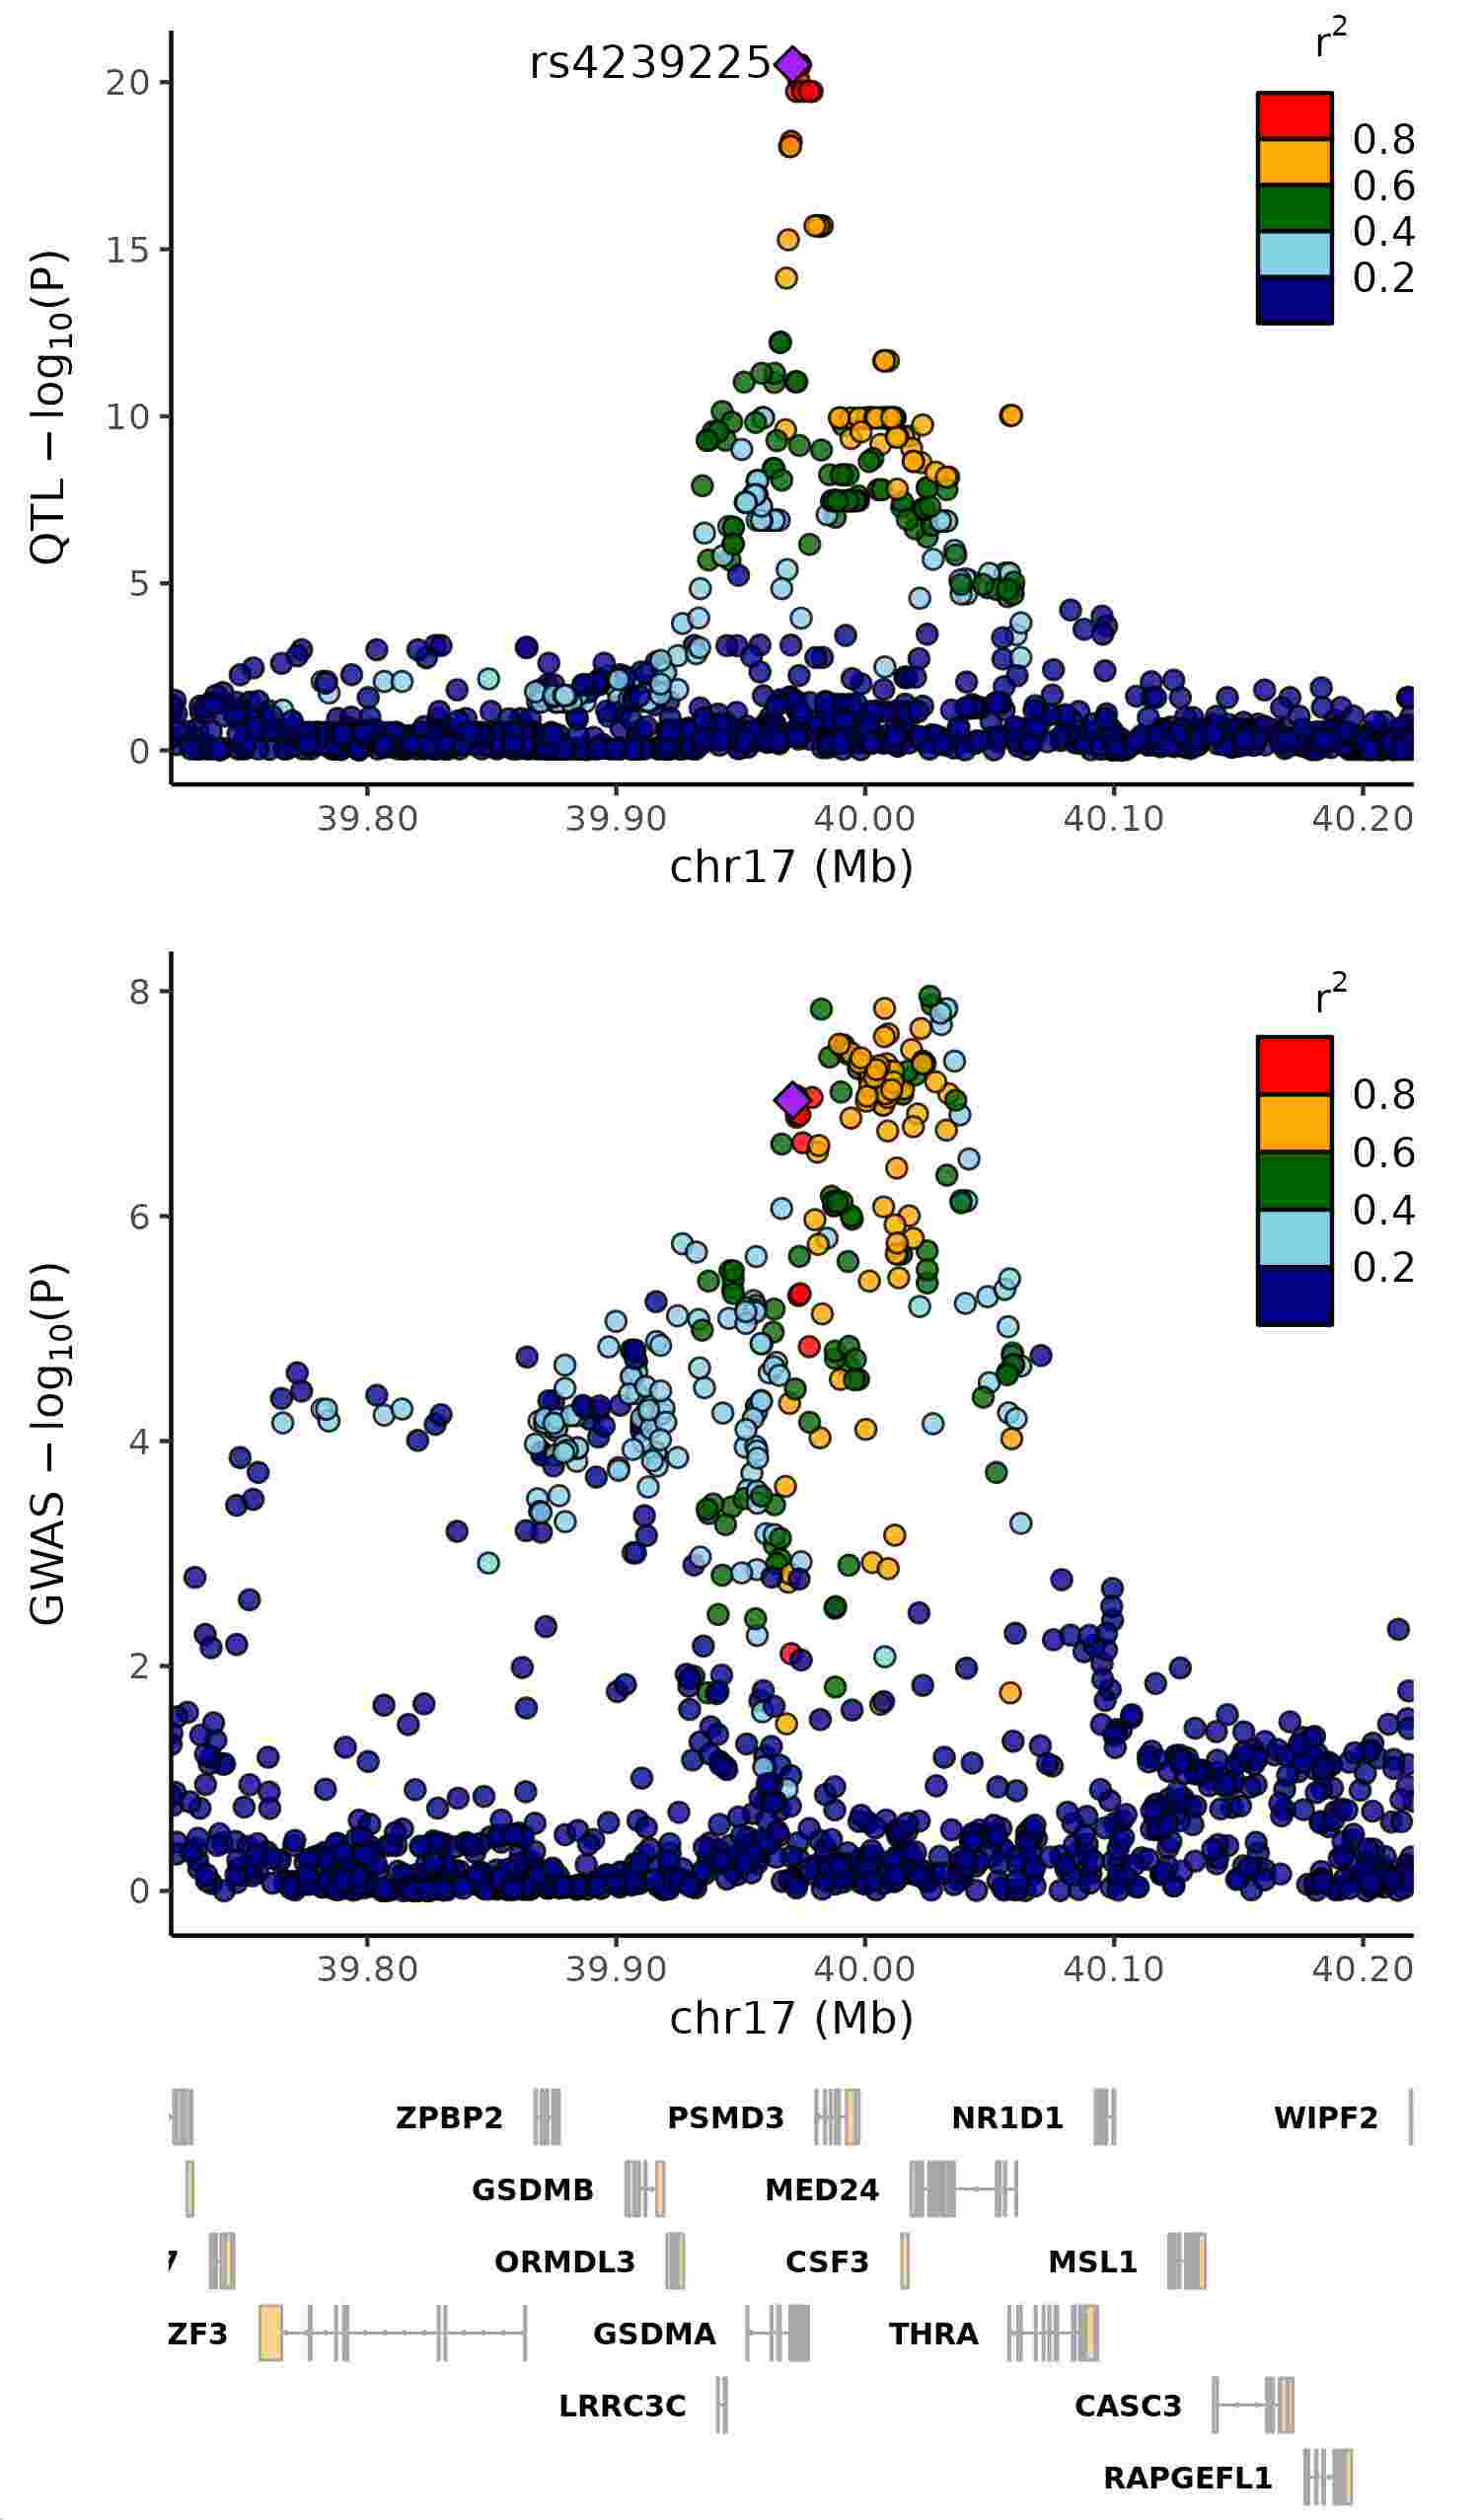 r2
rs4239225
20
15
10
5
0
QTL − log10(P)
0.8
0.6
0.4
0.2
39.80 39.90 40.00 40.10 40.20
chr17 (Mb)
r2
8
6
4
2
0
GWAS − log10(P)
0.8
0.6
0.4
0.2
39.80 39.90 40.00 40.10 40.20
chr17 (Mb)
ZPBP2 PSMD3 NR1D1 WIPF2
GSDMB MED24
7 ORMDL3 CSF3 MSL1
ZF3 GSDMA THRA
LRRC3C CASC3
RAPGEFL1